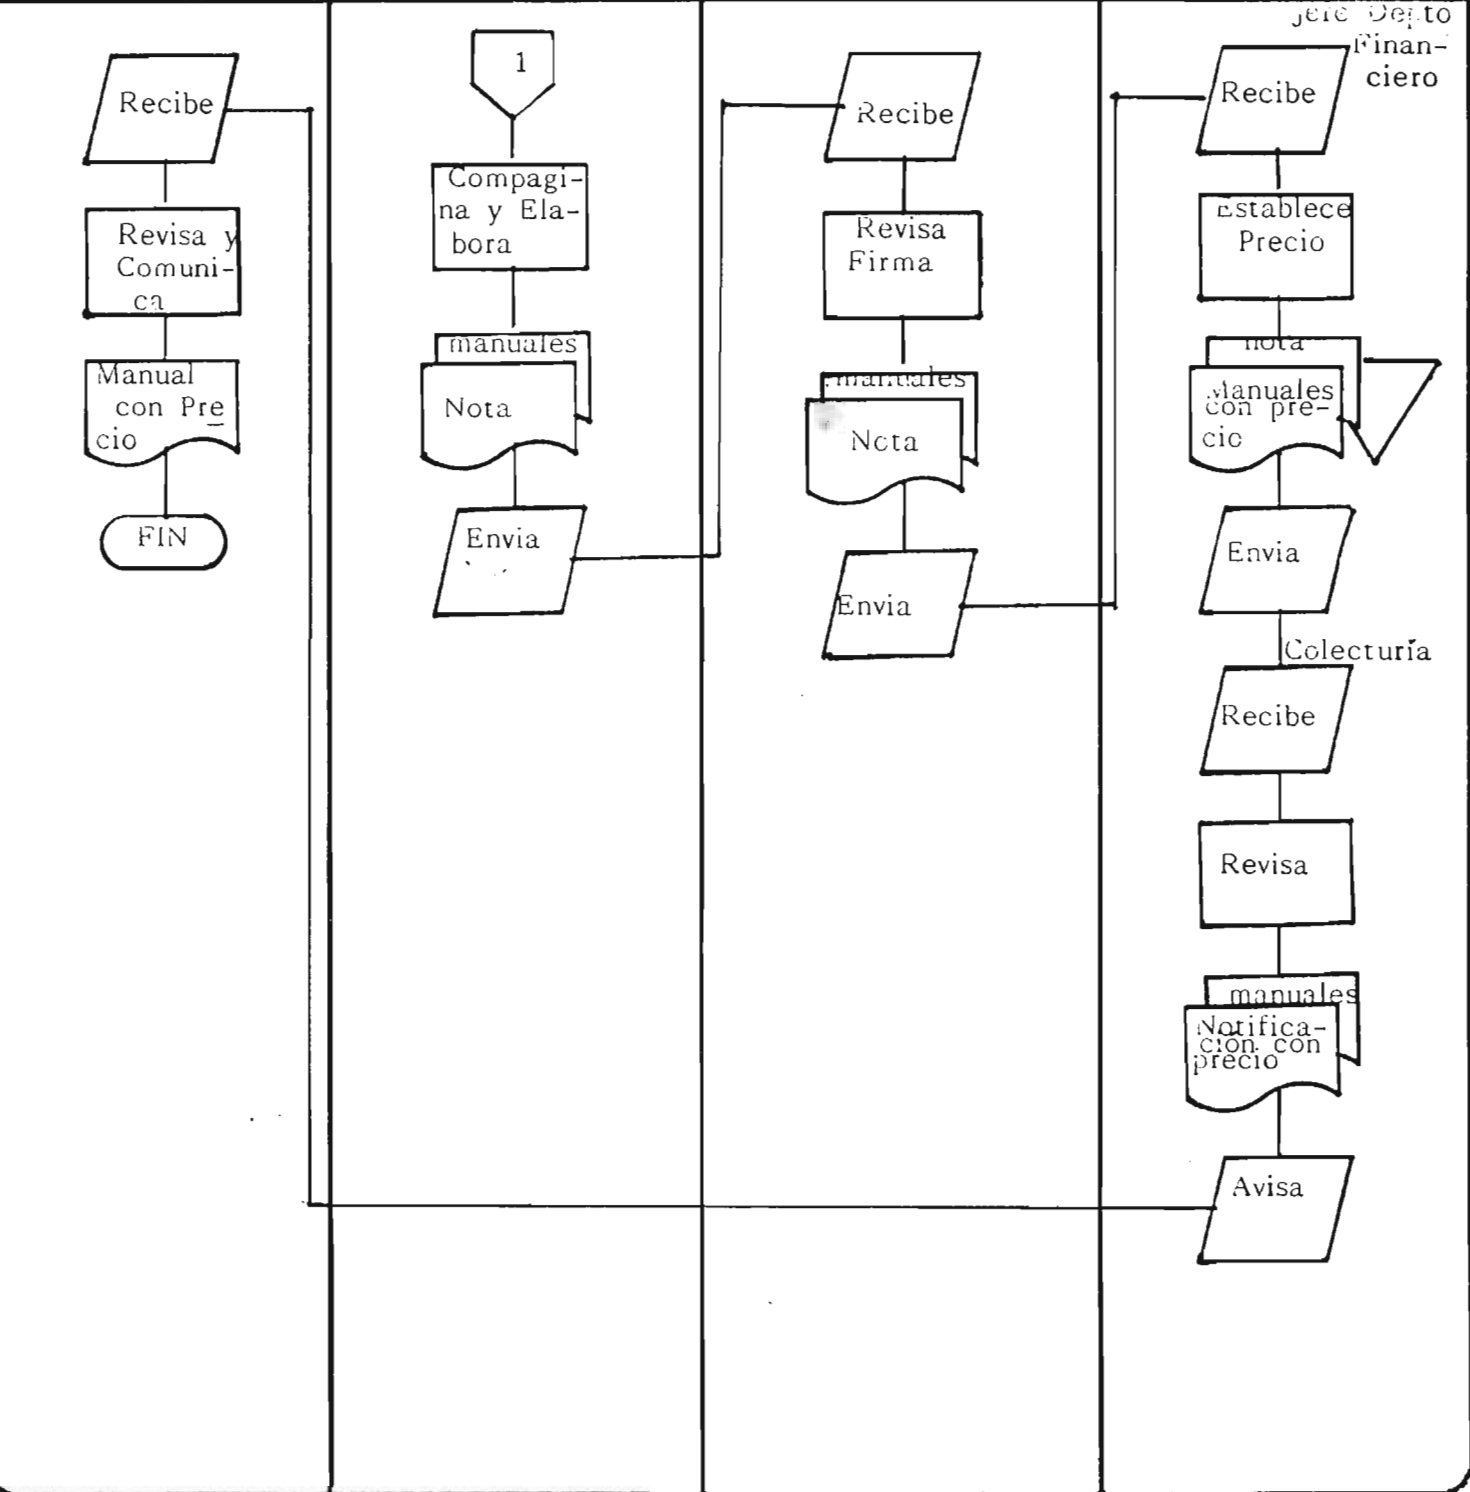 Recibe
Revisa y
Comuni-
ca
Manual
con Pre
cio
FIN
1
Compagi-
na y Ela-
bora
manuales
Nota
Envia
Recibe
Revisa
Firma
manuales
Nota
Envia
Jefe Depto
Finan-
ciero
Recibe
Establece
Precio
nota
Manuales
con pre-
cio
Envia
Colecturía
Recibe
Revisa
manuales
Notifica-
ción con
precio
Avisa